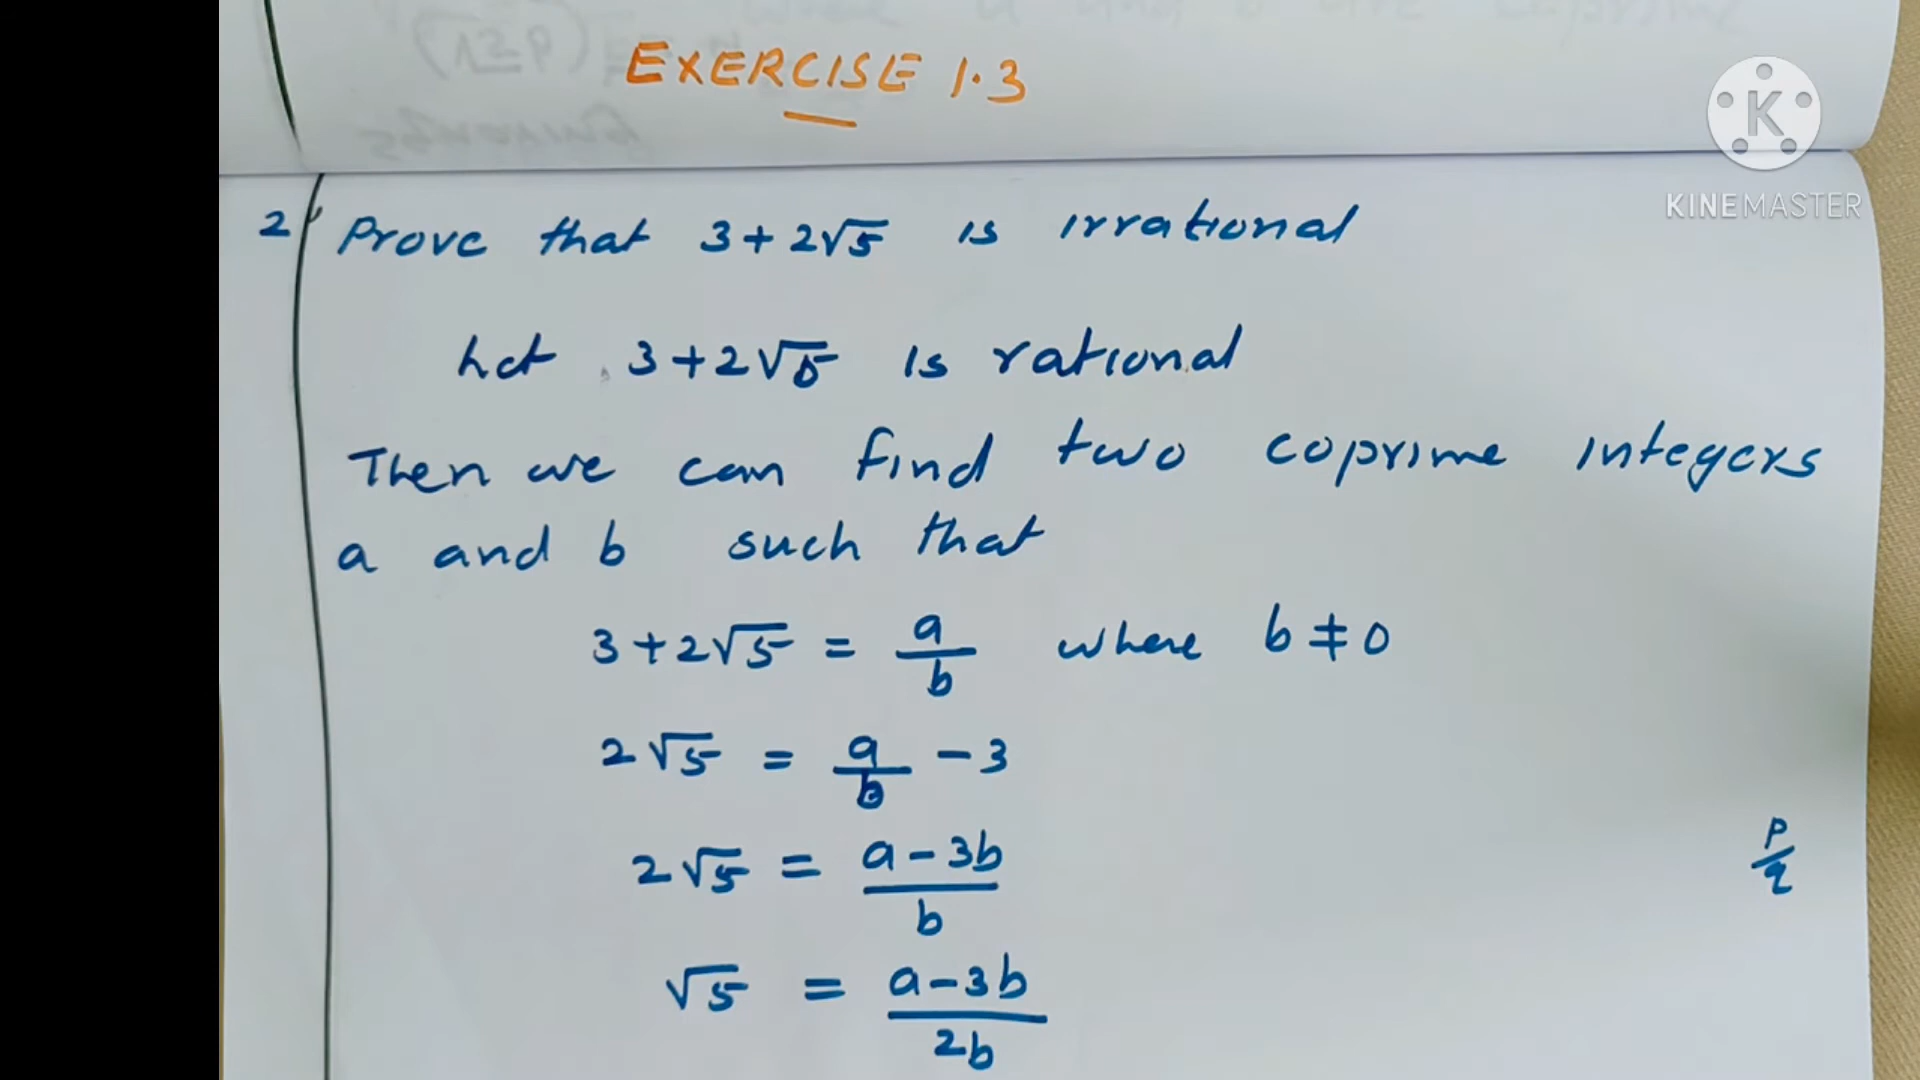 EXERCISE 1.3
K
KINEMASTER
2 Prove that 3+2√5 is irrational
Let 3+2√5 is rational
Then we can find two coprime integers
a and b such that
3+2√5 = a/b where b ≠ 0
2√5 = a/b - 3
2√5 = a-3b/b
p/q
√5 = a-3b/2b